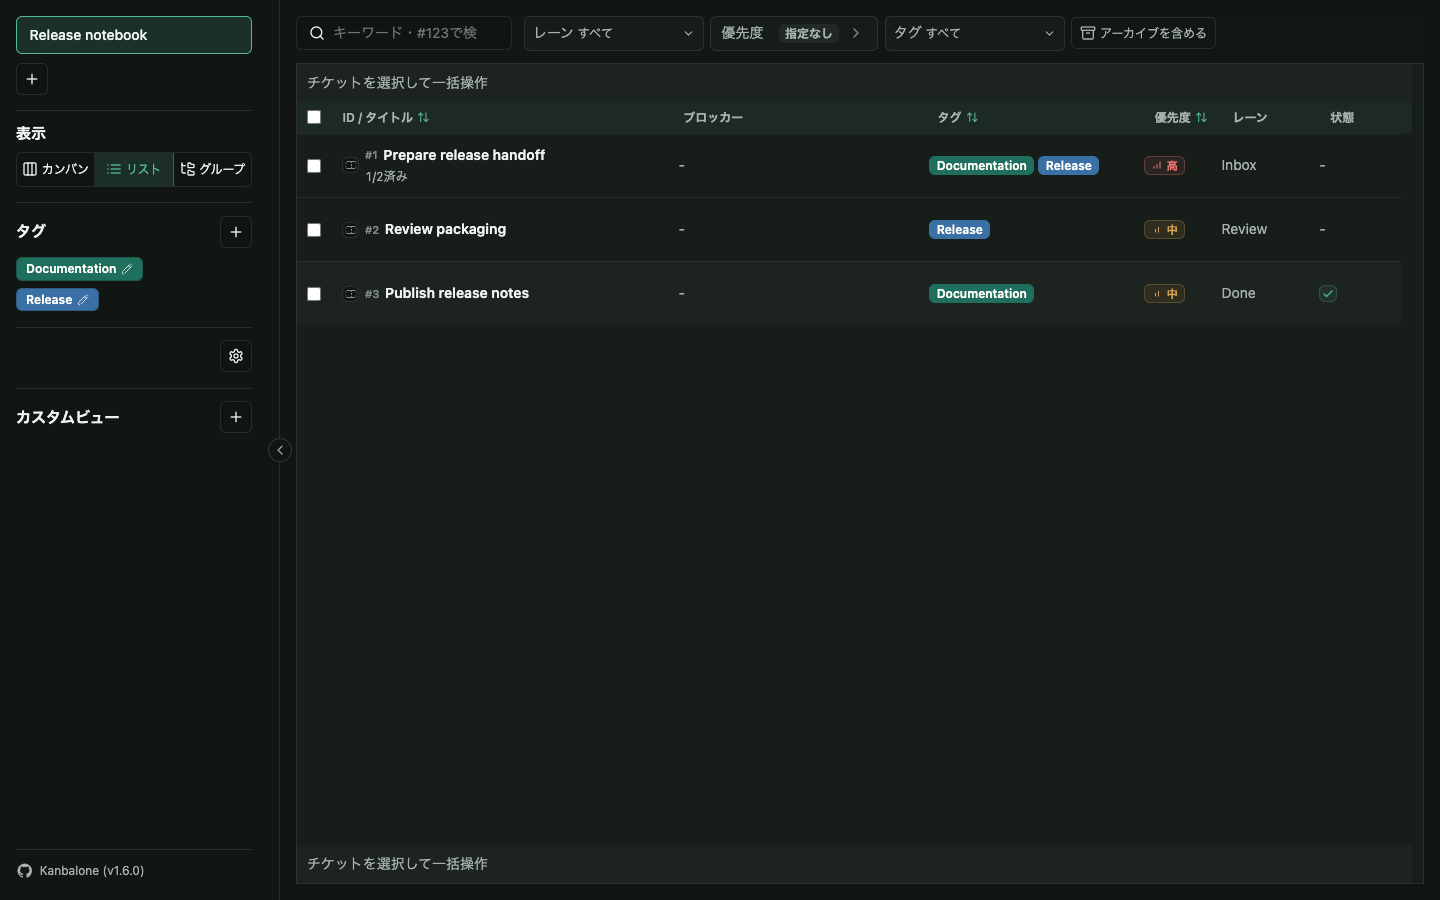 Release notebook
表示
カンバン リスト グループ
タグ
Documentation
Release
カスタムビュー
Kanbalone (v1.6.0)
キーワード・#123で検 レーン すべて 優先度 指定なし タグ すべて アーカイブを含める
チケットを選択して一括操作
ID / タイトル ブロッカー タグ 優先度 レーン 状態
#1 Prepare release handoff - Documentation Release 高 Inbox -
1/2済み
#2 Review packaging - Release 中 Review -
#3 Publish release notes - Documentation 中 Done
チケットを選択して一括操作